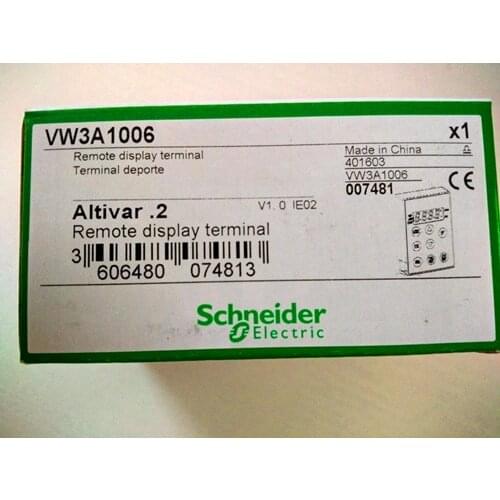 VW3A1006 x1
Remote display terminal
Terminal deporte
Made in China
401603
VW3A1006
007481 CE
Altivar .2 V1. 0 IE02
Remote display terminal
3 606480 074813
Schneider
Electric